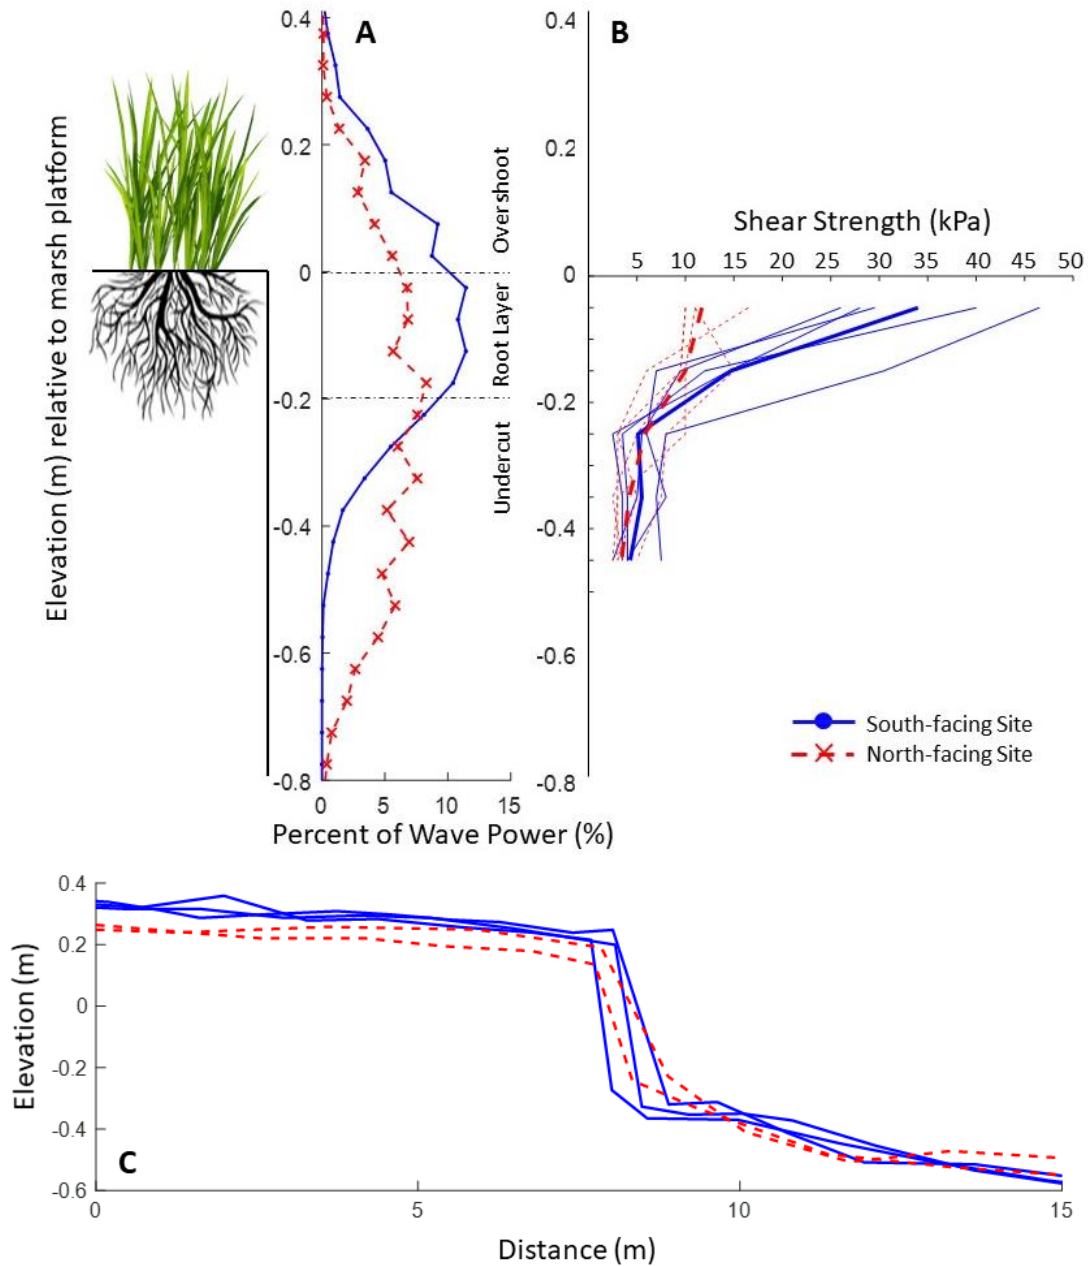 A
B
Elevation (m) relative to marsh platform
0.4
0.2
0
-0.2
-0.4
-0.6
-0.8
0 5 10 15
Percent of Wave Power (%)
Overshoot
Root Layer
Undercut
0.4
0.2
0
-0.2
-0.4
-0.6
-0.8
Shear Strength (kPa)
5 10 15 20 25 30 35 40 45 50
South-facing Site
North-facing Site
Elevation (m)
0.4
0.2
0
-0.2
-0.4
-0.6
C
0 5 10 15
Distance (m)